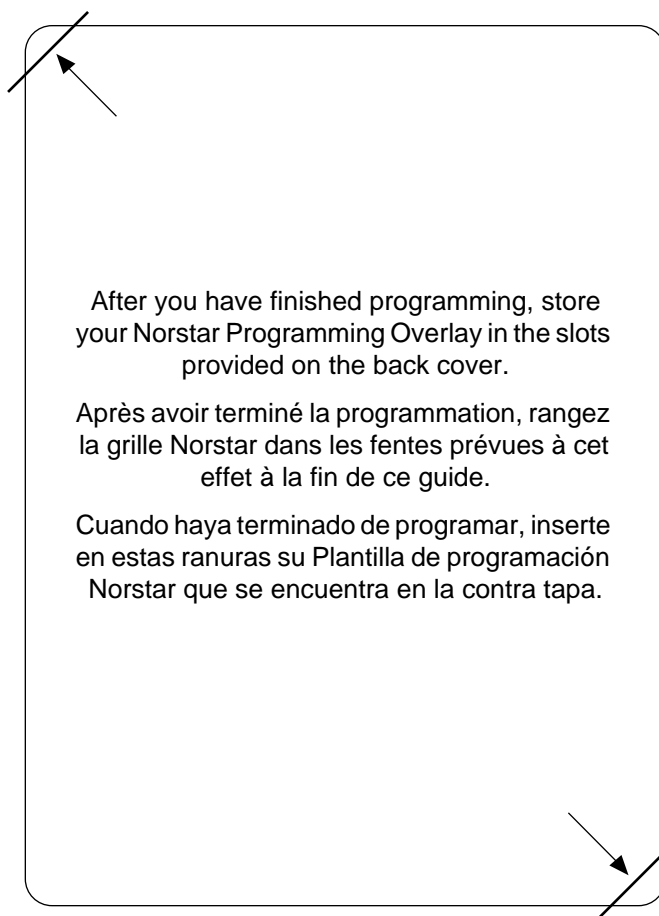 After you have finished programming, store
your Norstar Programming Overlay in the slots
provided on the back cover.
Après avoir terminé la programmation, rangez
la grille Norstar dans les fentes prévues à cet
effet à la fin de ce guide.
Cuando haya terminado de programar, inserte
en estas ranuras su Plantilla de programación
Norstar que se encuentra en la contra tapa.